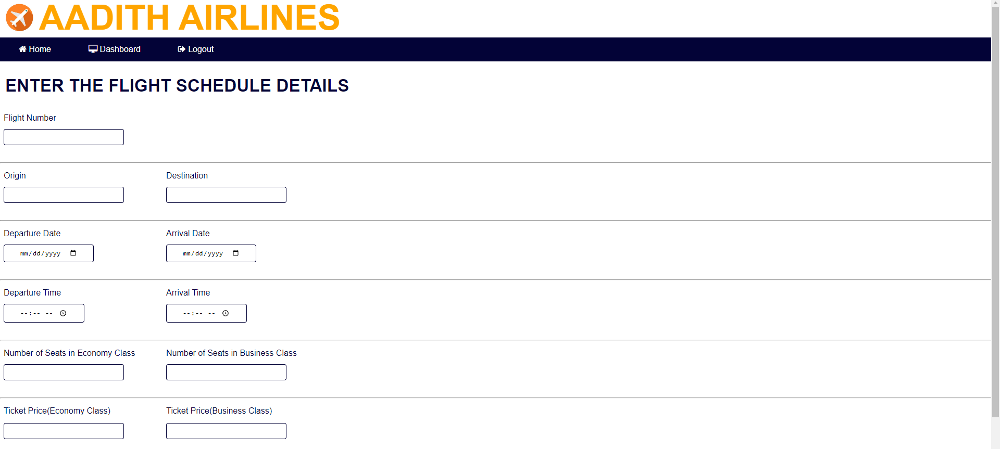 AADITH AIRLINES
Home Dashboard Logout
ENTER THE FLIGHT SCHEDULE DETAILS
Flight Number
Origin Destination
Departure Date Arrival Date
mm/dd/yyyy mm/dd/yyyy
Departure Time Arrival Time
--:-- -- --:-- --
Number of Seats in Economy Class Number of Seats in Business Class
Ticket Price(Economy Class) Ticket Price(Business Class)